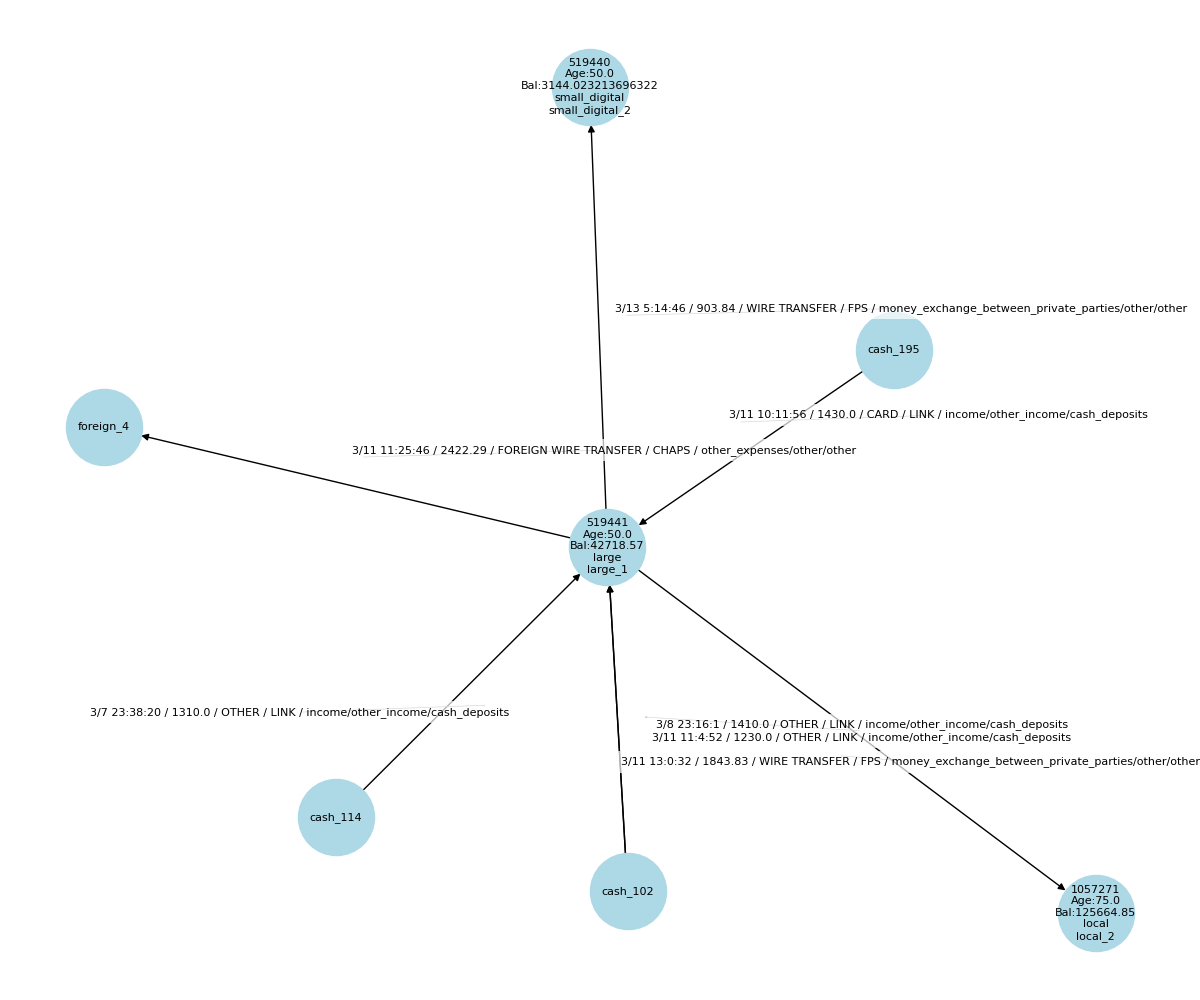 519440
Age:50.0
Bal:3144.023213696322
small_digital
small_digital_2
3/13 5:14:46 / 903.84 / WIRE TRANSFER / FPS / money_exchange_between_private_parties/other/other
cash_195
3/11 10:11:56 / 1430.0 / CARD / LINK / income/other_income/cash_deposits
foreign_4
3/11 11:25:46 / 2422.29 / FOREIGN WIRE TRANSFER / CHAPS / other_expenses/other/other
519441
Age:50.0
Bal:42718.57
large
large_1
3/7 23:38:20 / 1310.0 / OTHER / LINK / income/other_income/cash_deposits
3/8 23:16:1 / 1410.0 / OTHER / LINK / income/other_income/cash_deposits
3/11 11:4:52 / 1230.0 / OTHER / LINK / income/other_income/cash_deposits
3/11 13:0:32 / 1843.83 / WIRE TRANSFER / FPS / money_exchange_between_private_parties/other/other
cash_114
cash_102
1057271
Age:75.0
Bal:125664.85
local
local_2